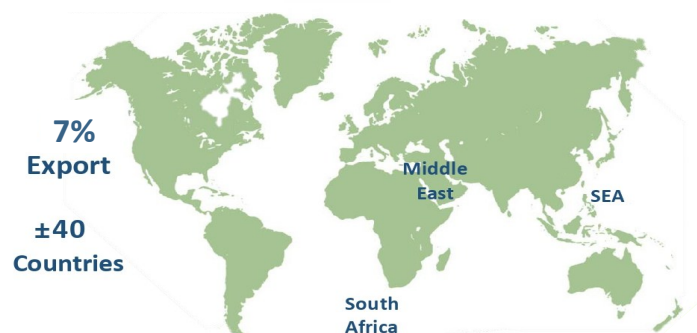 7%
Export
±40
Countries
Middle
East
SEA
South
Africa